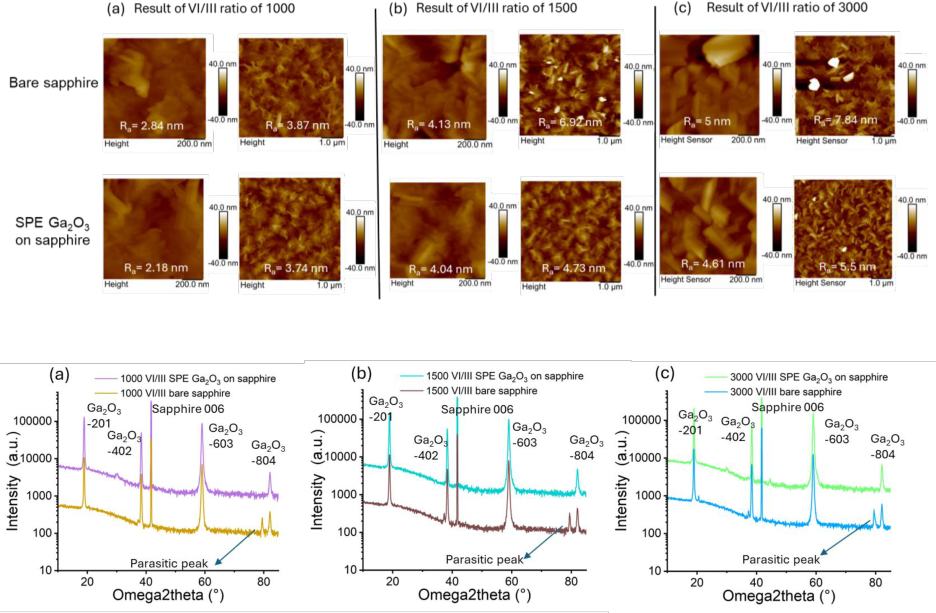 (a) Result of VI/III ratio of 1000
(b) Result of VI/III ratio of 1500
(c) Result of VI/III ratio of 3000
Bare sapphire
Rₐ= 2.84 nm
Height 200.0 nm
40.0 nm
-40.0 nm
Rₐ= 3.87 nm
Height 1.0 µm
40.0 nm
-40.0 nm
Rₐ= 4.13 nm
Height 200.0 nm
40.0 nm
-40.0 nm
Rₐ= 6.92 nm
Height 1.0 µm
40.0 nm
-40.0 nm
Rₐ= 5 nm
Height Sensor 200.0 nm
40.0 nm
-40.0 nm
Rₐ= 7.84 nm
Height Sensor 1.0 µm
40.0 nm
-40.0 nm
SPE Ga₂O₃
on sapphire
Rₐ= 2.18 nm
Height 200.0 nm
40.0 nm
-40.0 nm
Rₐ= 3.74 nm
Height 1.0 µm
40.0 nm
-40.0 nm
Rₐ= 4.04 nm
Height 200.0 nm
40.0 nm
-40.0 nm
Rₐ= 4.73 nm
Height 1.0 µm
40.0 nm
-40.0 nm
Rₐ= 4.61 nm
Height Sensor 200.0 nm
40.0 nm
-40.0 nm
Rₐ= 5.5 nm
Height Sensor 1.0 µm
40.0 nm
-40.0 nm
(a)
1000 VI/III SPE Ga₂O₃ on sapphire
1000 VI/III bare sapphire
Ga₂O₃
-201
Ga₂O₃
-402
Sapphire 006
Ga₂O₃
-603
Ga₂O₃
-804
Parasitic peak
Intensity (a.u.)
100000
10000
1000
100
10
20 40 60 80
Omega2theta (°)
(b)
1500 VI/III SPE Ga₂O₃ on sapphire
1500 VI/III bare sapphire
Ga₂O₃
-201
Ga₂O₃
-402
Sapphire 006
Ga₂O₃
-603
Ga₂O₃
-804
Parasitic peak
Intensity (a.u.)
100000
10000
1000
100
10
20 40 60 80
Omega2theta (°)
(c)
3000 VI/III SPE Ga₂O₃ on sapphire
3000 VI/III bare sapphire
Ga₂O₃
-201
Ga₂O₃
-402
Sapphire 006
Ga₂O₃
-603
Ga₂O₃
-804
Parasitic peak
Intensity (a.u.)
100000
10000
1000
100
10
20 40 60 80
Omega2theta (°)